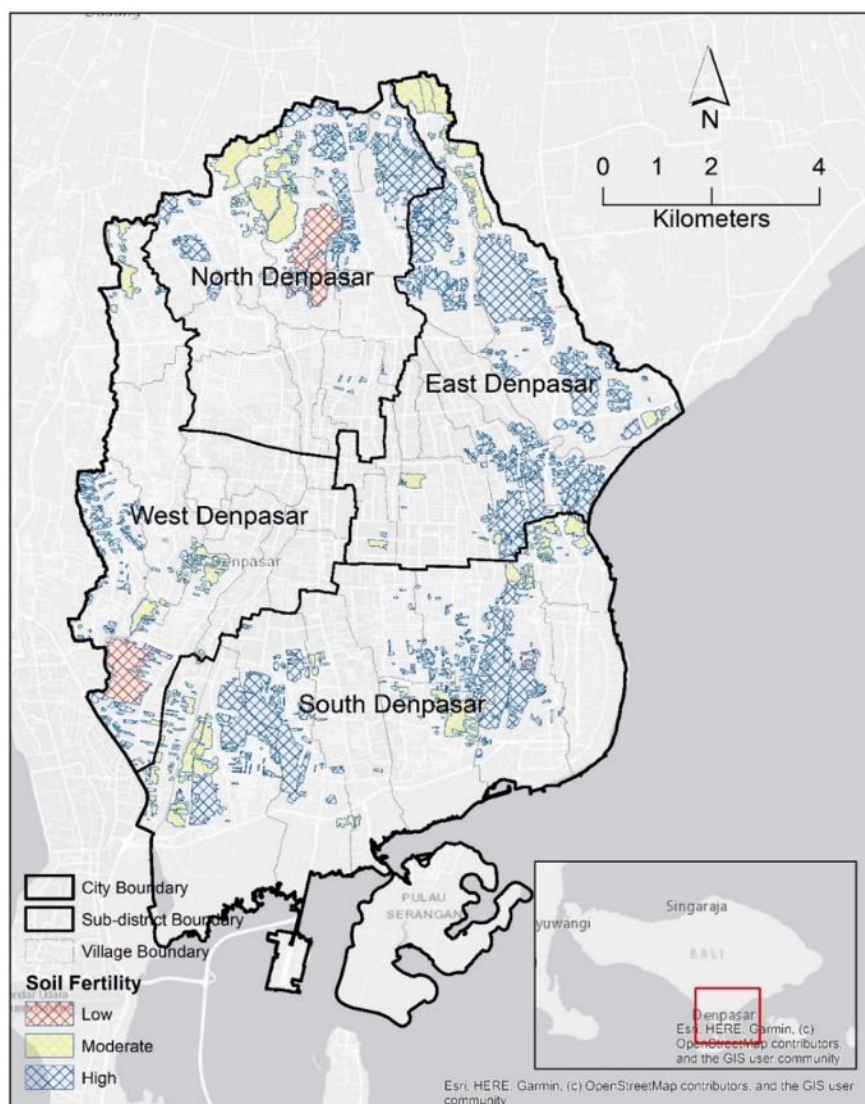 N
0 1 2 4
Kilometers
North Denpasar
East Denpasar
West Denpasar
Denpasar
South Denpasar
PULAU
SERANGAN
City Boundary
Sub-district Boundary
Village Boundary
Soil Fertility
Low
Moderate
High
Singaraja
yuwangi
BALI
Denpasar
Esri, HERE, Garmin, (c)
OpenStreetMap contributors,
and the GIS user community
Esri, HERE, Garmin, (c) OpenStreetMap contributors, and the GIS user
community